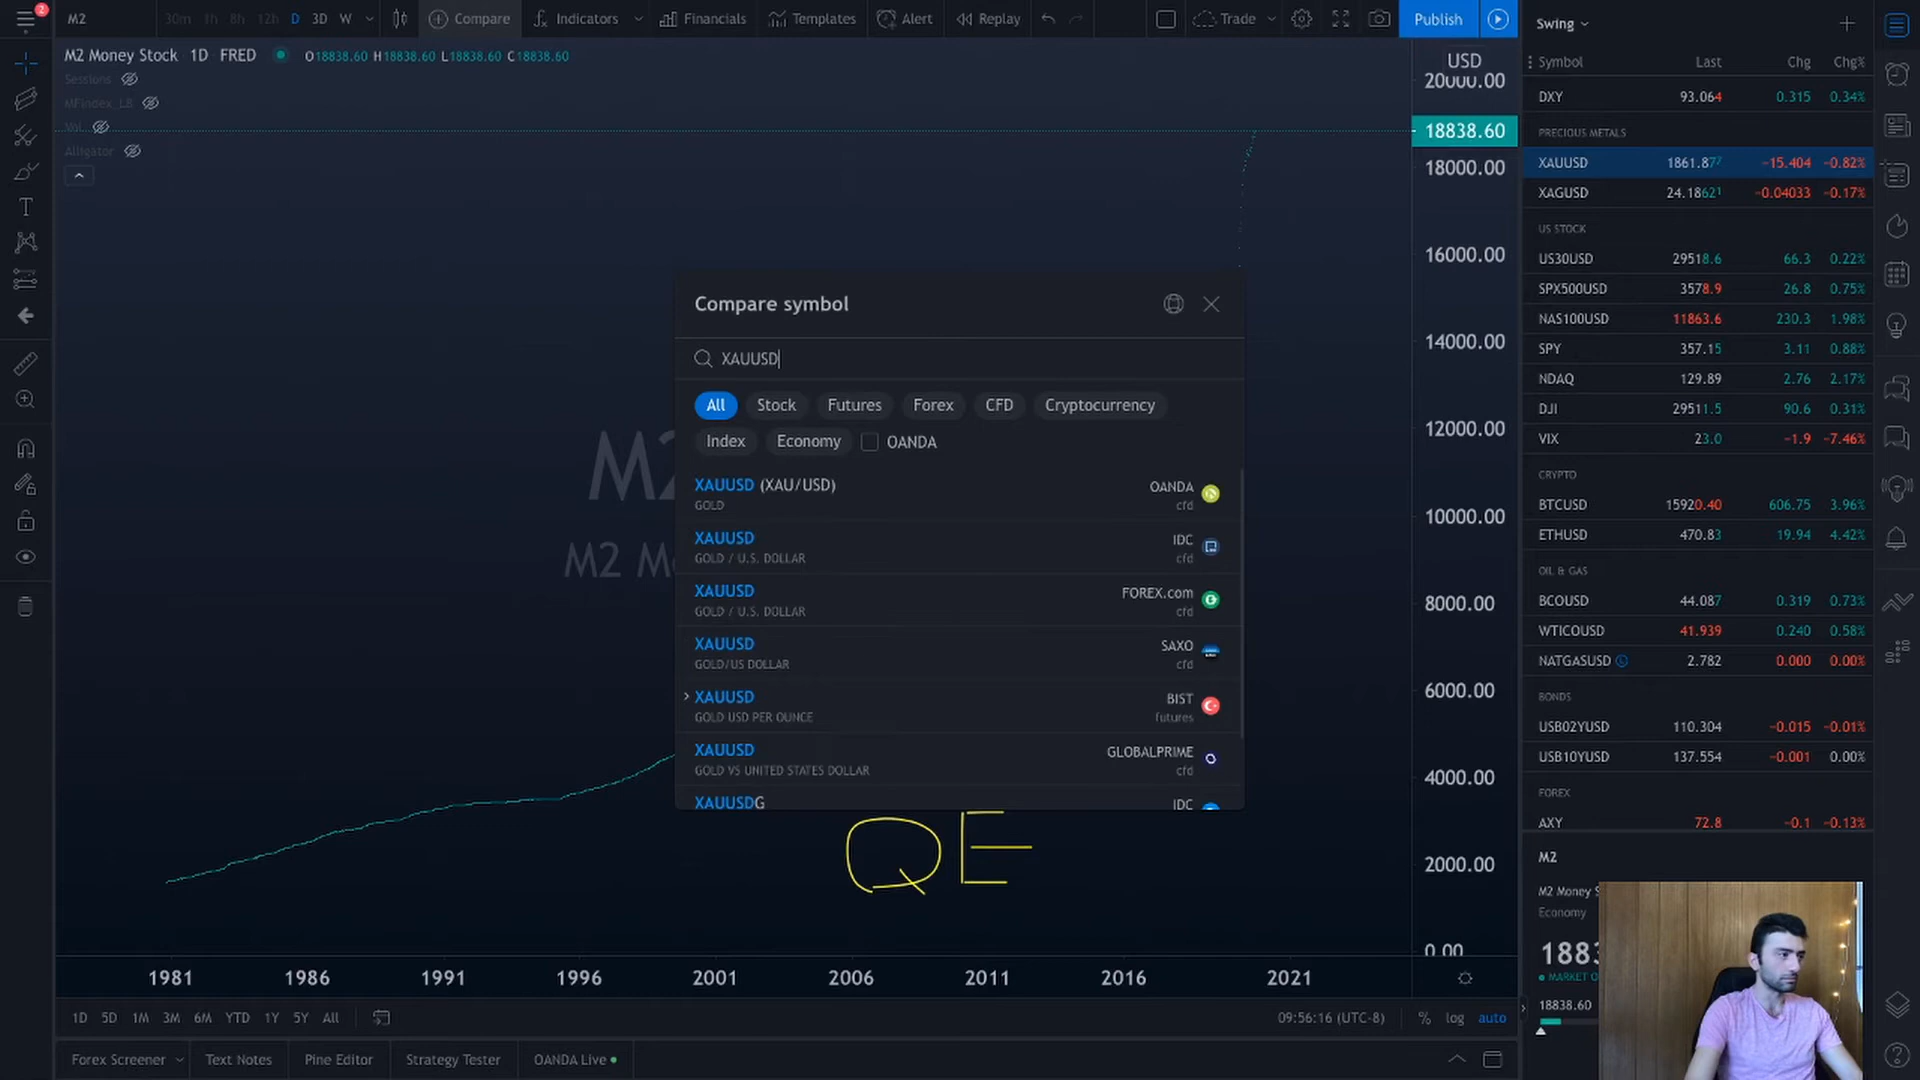 2
M2
30m 1h 8h 12h D 3D W
Compare
Indicators
Financials
Templates
Alert
Replay
Trade
Publish
M2 Money Stock 1D FRED
O18838.60 H18838.60 L18838.60 C18838.60
Sessions
MFIndex_LB
Vol
Alligator
USD
20000.00
18838.60
18000.00
16000.00
14000.00
12000.00
10000.00
8000.00
6000.00
4000.00
2000.00
0.00
M2
M2 M
Compare symbol
XAUUSD
All Stock Futures Forex CFD Cryptocurrency
Index Economy OANDA
XAUUSD (XAU/USD) OANDA
GOLD cfd
XAUUSD IDC
GOLD / U.S. DOLLAR cfd
XAUUSD FOREX.com
GOLD / U.S. DOLLAR cfd
XAUUSD SAXO
GOLD/US DOLLAR cfd
XAUUSD BIST
GOLD USD PER OUNCE futures
XAUUSD GLOBALPRIME
GOLD VS UNITED STATES DOLLAR cfd
XAUUSDG IDC
QE
1981 1986 1991 1996 2001 2006 2011 2016 2021
1D 5D 1M 3M 6M YTD 1Y 5Y All
09:56:16 (UTC-8) % log auto
Forex Screener Text Notes Pine Editor Strategy Tester OANDA Live
Swing
Symbol Last Chg Chg%
DXY 93.064 0.315 0.34%
PRECIOUS METALS
XAUUSD 1861.877 -15.404 -0.82%
XAGUSD 24.18621 -0.04033 -0.17%
US STOCK
US30USD 29518.6 66.3 0.22%
SPX500USD 3578.9 26.8 0.75%
NAS100USD 11863.6 230.3 1.98%
SPY 357.15 3.11 0.88%
NDAQ 129.89 2.76 2.17%
DJI 29511.5 90.6 0.31%
VIX 23.0 -1.9 -7.46%
CRYPTO
BTCUSD 15920.40 606.75 3.96%
ETHUSD 470.83 19.94 4.42%
OIL & GAS
BCOUSD 44.087 0.319 0.73%
WTICOUSD 41.939 0.240 0.58%
NATGASUSD 2.782 0.000 0.00%
BONDS
USB02YUSD 110.304 -0.015 -0.01%
USB10YUSD 137.554 -0.001 0.00%
FOREX
AXY 72.8 -0.1 -0.13%
M2
M2 Money S
Economy
1883
MARKET O
18838.60